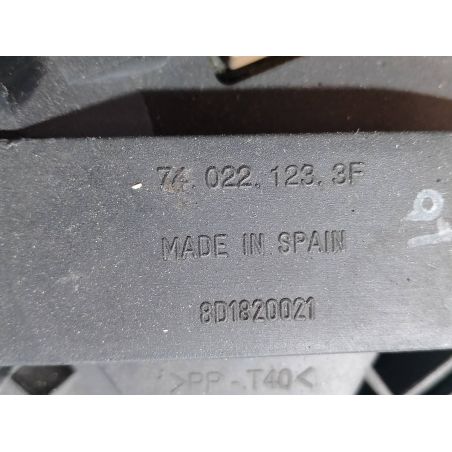 74.022.123.3F
MADE IN SPAIN
8D1820021
>PP-T40<